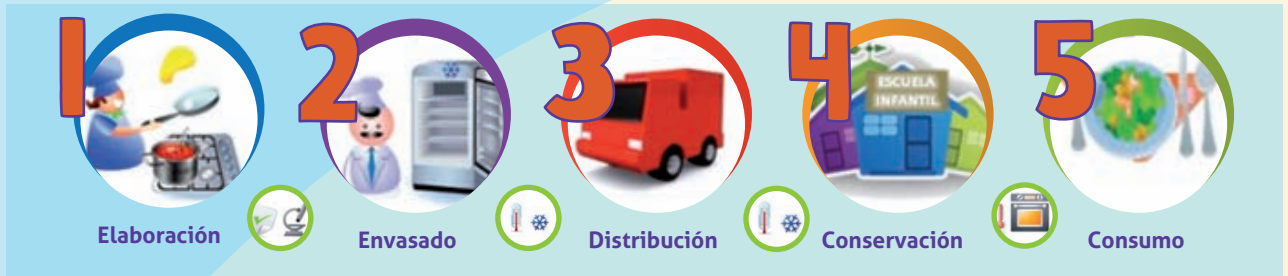 1
2
3
4
5
ESCUELA
INFANTIL
Elaboración
Envasado
Distribución
Conservación
Consumo